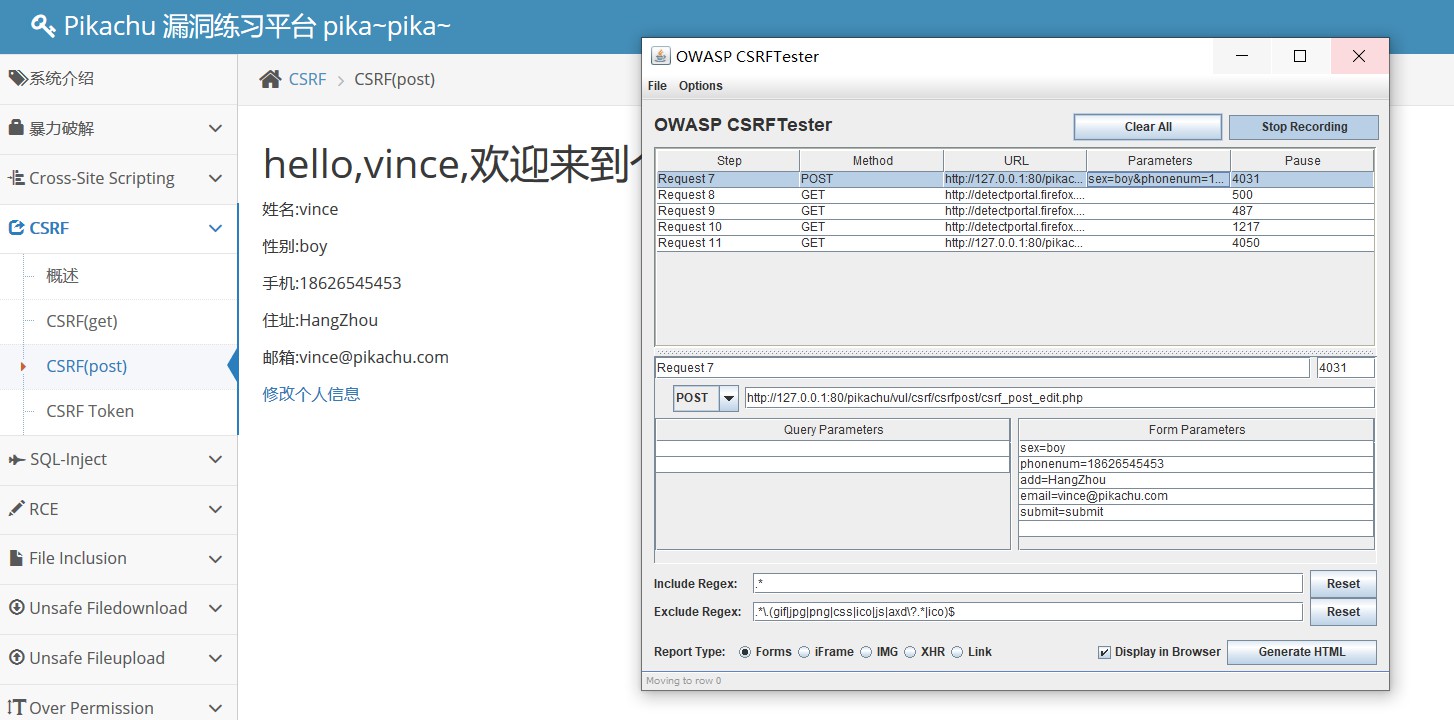 Pikachu 漏洞练习平台 pika~pika~
系统介绍
暴力破解
Cross-Site Scripting
CSRF
概述
CSRF(get)
CSRF(post)
CSRF Token
SQL-Inject
RCE
File Inclusion
Unsafe Filedownload
Unsafe Fileupload
Over Permission
CSRF CSRF(post)
hello,vince,欢迎来到
姓名:vince
性别:boy
手机:18626545453
住址:HangZhou
邮箱:vince@pikachu.com
修改个人信息
OWASP CSRFTester
File Options
OWASP CSRFTester Clear All Stop Recording
Step Method URL Parameters Pause
Request 7 POST http://127.0.0.1:80/pikac... sex=boy&phonenum=1... 4031
Request 8 GET http://detectportal.firefox.... 500
Request 9 GET http://detectportal.firefox.... 487
Request 10 GET http://detectportal.firefox.... 1217
Request 11 GET http://127.0.0.1:80/pikac... 4050
Request 7 4031
POST http://127.0.0.1:80/pikachu/vul/csrf/csrfpost/csrf_post_edit.php
Query Parameters
Form Parameters
sex=boy
phonenum=18626545453
add=HangZhou
email=vince@pikachu.com
submit=submit
Include Regex: .* Reset
Exclude Regex: .*\.(gif|jpg|png|css|ico|js|axd\?.*|ico)$ Reset
Report Type: Forms iFrame IMG XHR Link Display in Browser Generate HTML
Moving to row 0